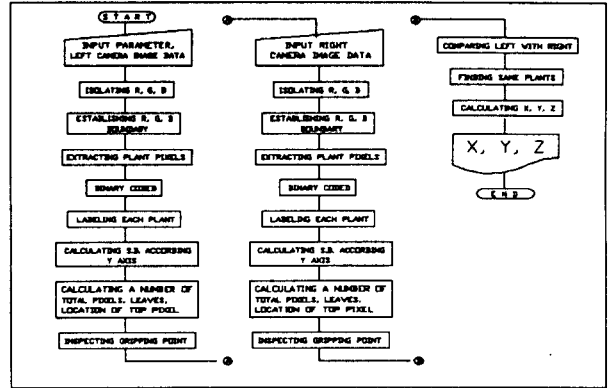 START
INPUT PARAMETER,
LEFT CAMERA IMAGE DATA
ISOLATING R, G, B
ESTABLISHING R, G, B
BOUNDARY
EXTRACTING PLANT PIXELS
BINARY CODED
LABELING EACH PLANT
CALCULATING S.D. ACCORDING
Y AXIS
CALCULATING A NUMBER OF
TOTAL PIXELS, LEAVES,
LOCATION OF TOP PIXEL
INSPECTING GRIPPING POINT
INPUT RIGHT
CAMERA IMAGE DATA
ISOLATING R, G, B
ESTABLISHING R, G, B
BOUNDARY
EXTRACTING PLANT PIXELS
BINARY CODED
LABELING EACH PLANT
CALCULATING S.D. ACCORDING
Y AXIS
CALCULATING A NUMBER OF
TOTAL PIXELS, LEAVES,
LOCATION OF TOP PIXEL
INSPECTING GRIPPING POINT
COMPARING LEFT WITH RIGHT
FINDING SAME PLANTS
CALCULATING X, Y, Z
X, Y, Z
END